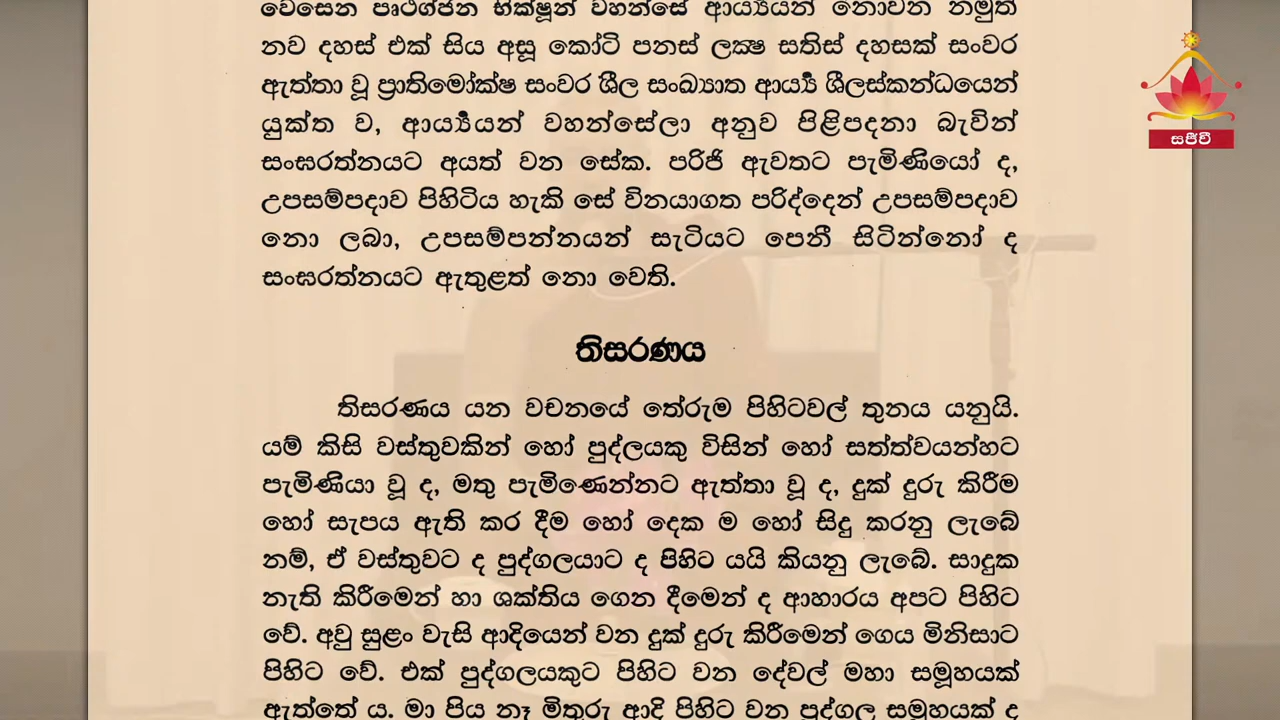 වෙසෙන පෘථග්ජන භික්ෂූන් වහන්සේ ආර්‍ය්‍යයන් නොවන නමුත්
නව දහස් එක් සිය අසූ කෝටි පනස් ලක්‍ෂ සතිස් දහසක් සංවර
ඇත්තා වූ ප්‍රාතිමෝක්ෂ සංවර ශීල සංඛ්‍යාත ආර්‍ය්‍ය ශීලස්කන්ධයෙන්
යුක්ත ව, ආර්‍ය්‍යයන් වහන්සේලා අනුව පිළිපදනා බැවින්
සංඝරත්නයට අයත් වන සේක. පරිජි ඇවතට පැමිණියෝ ද,
උපසම්පදාව පිහිටිය හැකි සේ විනයාගත පරිද්දෙන් උපසම්පදාව
නො ලබා, උපසම්පන්නයන් සැටියට පෙනී සිටින්නෝ ද
සංඝරත්නයට ඇතුළත් නො වෙති.
තිසරණය
තිසරණය යන වචනයේ තේරුම පිහිටවල් තුනය යනුයි.
යම් කිසි වස්තුවකින් හෝ පුද්ලයකු විසින් හෝ සත්ත්වයන්හට
පැමිණියා වූ ද, මතු පැමිණෙන්නට ඇත්තා වූ ද, දුක් දුරු කිරීම
හෝ සැපය ඇති කර දීම හෝ දෙක ම හෝ සිදු කරනු ලැබේ
නම්, ඒ වස්තුවට ද පුද්ගලයාට ද පිහිට යයි කියනු ලැබේ. සාදුක
නැති කිරීමෙන් හා ශක්තිය ගෙන දීමෙන් ද ආහාරය අපට පිහිට
වේ. අවු සුළං වැසි ආදියෙන් වන දුක් දුරු කිරීමෙන් ගෙය මිනිසාට
පිහිට වේ. එක් පුද්ගලයකුට පිහිට වන දේවල් මහා සමූහයක්
ඇත්තේ ය. මා පිය නෑ මිතුරු ආදි පිහිට වන පුද්ගල සමූහයක් ද
සජීවී